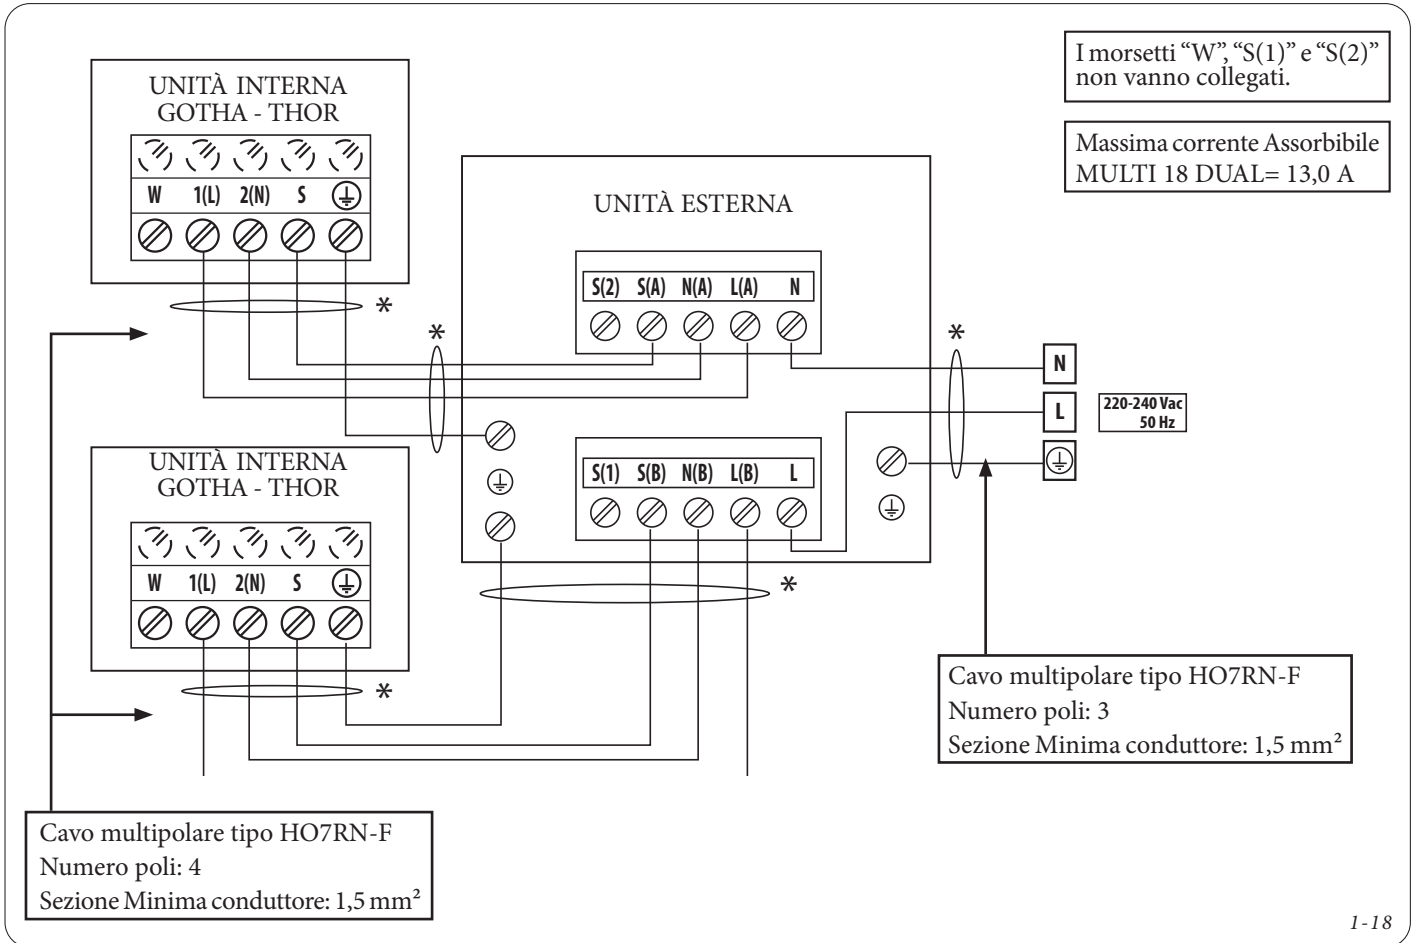 I morsetti “W”, “S(1)” e “S(2)”
non vanno collegati.
Massima corrente Assorbibile
MULTI 18 DUAL= 13,0 A
UNITÀ INTERNA
GOTHA - THOR
W 1(L) 2(N) S
*
UNITÀ ESTERNA
S(2) S(A) N(A) L(A) N
*
*
N
L
220-240 Vac
50 Hz
S(1) S(B) N(B) L(B) L
*
UNITÀ INTERNA
GOTHA - THOR
W 1(L) 2(N) S
*
Cavo multipolare tipo HO7RN-F
Numero poli: 3
Sezione Minima conduttore: 1,5 mm²
Cavo multipolare tipo HO7RN-F
Numero poli: 4
Sezione Minima conduttore: 1,5 mm²
1-18